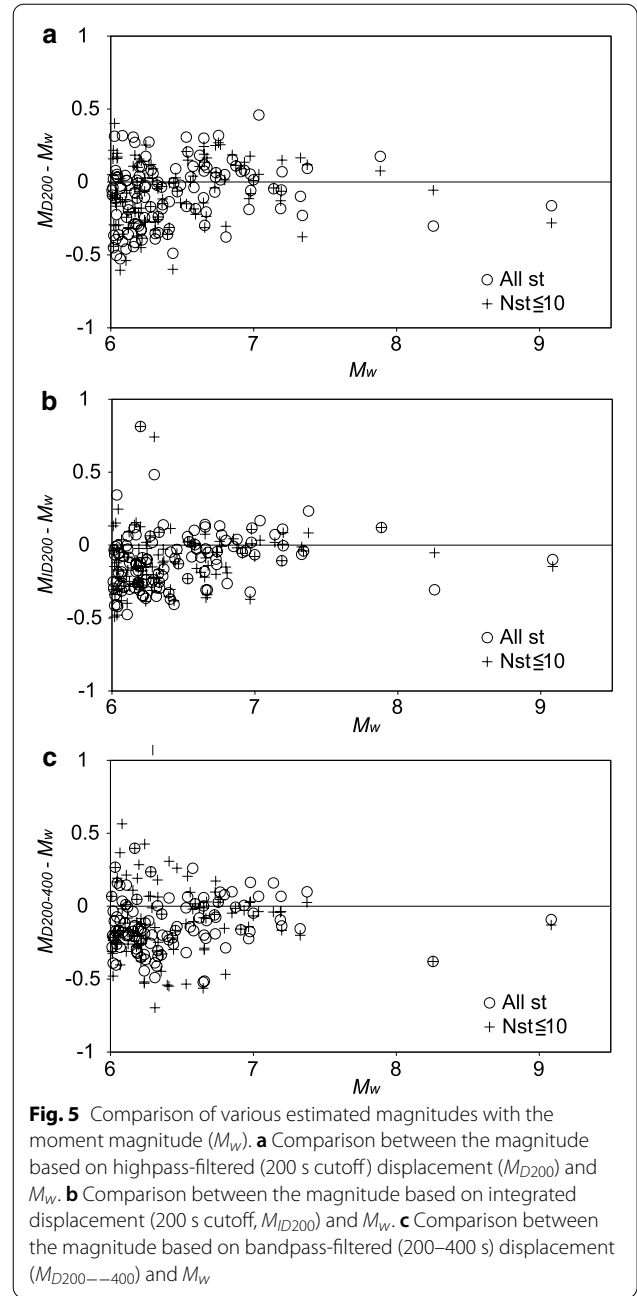 a
1
0.5
0
-0.5
-1
MD200 - Mw
○ All st
+ Nst≦10
6 7 8 9
Mw
b
1
0.5
0
-0.5
-1
MID200 - Mw
○ All st
+ Nst≦10
6 7 8 9
Mw
c
1
0.5
0
-0.5
-1
MD200-400 - Mw
○ All st
+ Nst≦10
6 7 8 9
Mw
Fig. 5 Comparison of various estimated magnitudes with the
moment magnitude (Mw). a Comparison between the magnitude
based on highpass-filtered (200 s cutoff) displacement (MD200) and
Mw. b Comparison between the magnitude based on integrated
displacement (200 s cutoff, MID200) and Mw. c Comparison between
the magnitude based on bandpass-filtered (200–400 s) displacement
(MD200−−400) and Mw